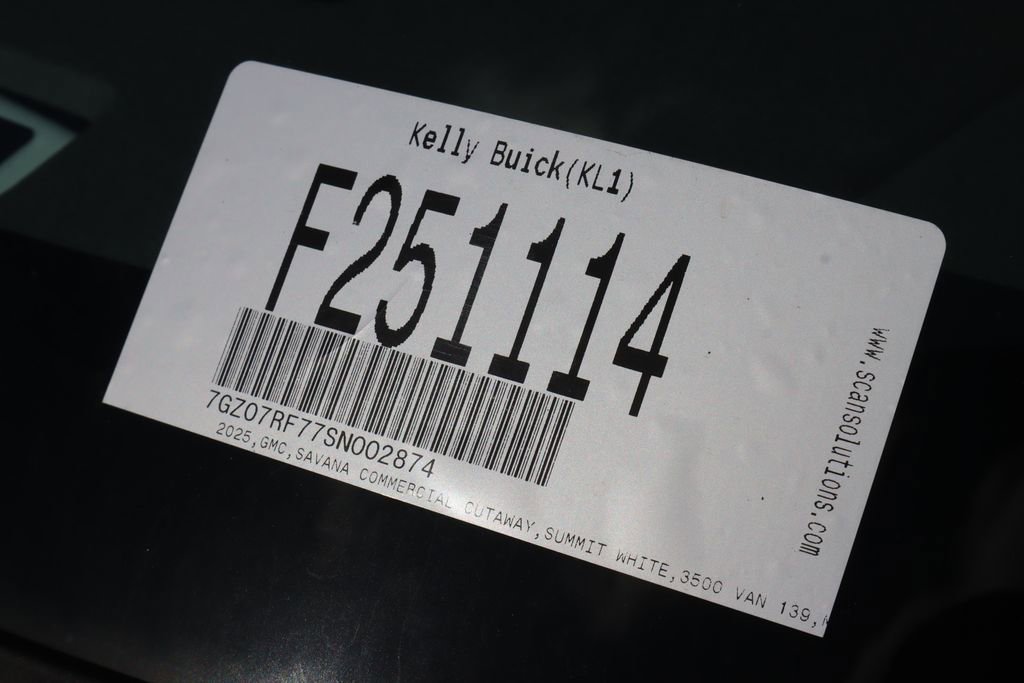 Kelly Buick(KL1)
F251114
7GZ07RF77SN002874
2025,GMC,SAVANA COMMERCIAL CUTAWAY,SUMMIT WHITE,3500 VAN 139,
www.scansolutions.com